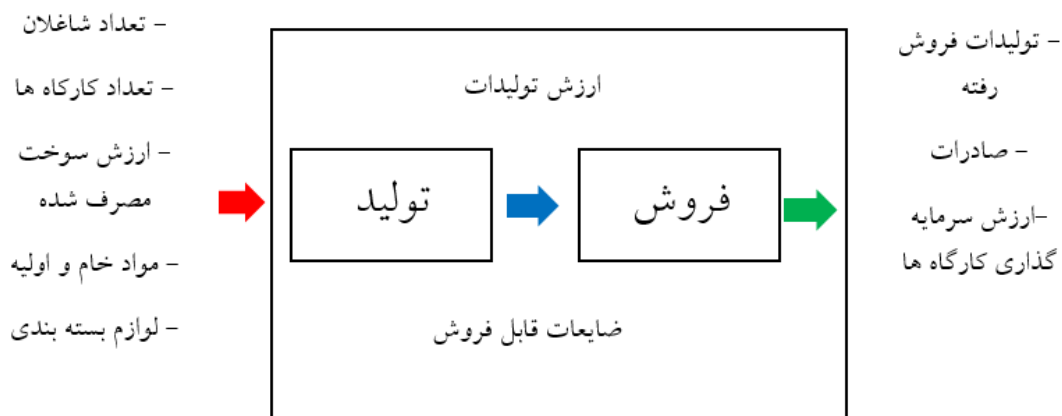 - تعداد شاغلان
- تعداد کارکاه ها
- ارزش سوخت
مصرف شده
- مواد خام و اولیه
- لوازم بسته بندی
ارزش تولیدات
تولید
فروش
ضایعات قابل فروش
- تولیدات فروش
رفته
- صادرات
-ارزش سرمایه
گذاری کارگاه ها